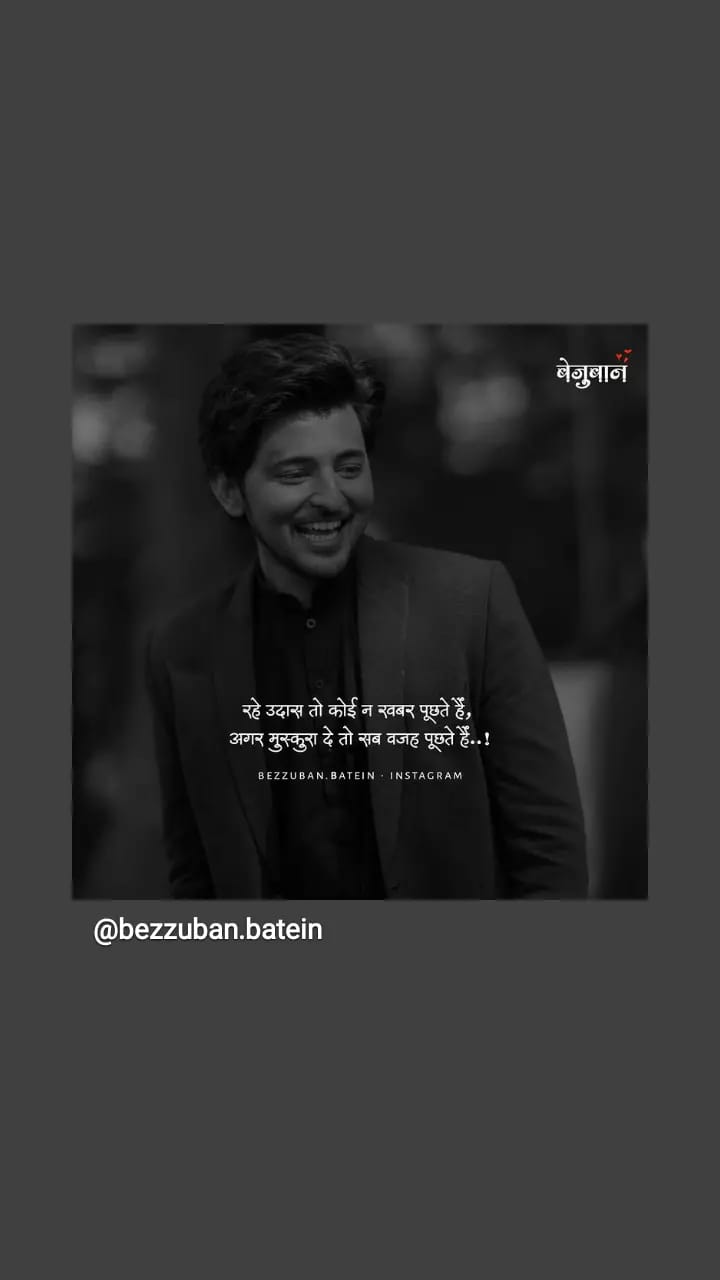 बेज़ुबान
रहे उदास तो कोई न खबर पूछते हैं,
अगर मुस्कुरा दे तो सब वजह पूछते हैं..!
BEZZUBAN.BATEIN · INSTAGRAM
@bezzuban.batein